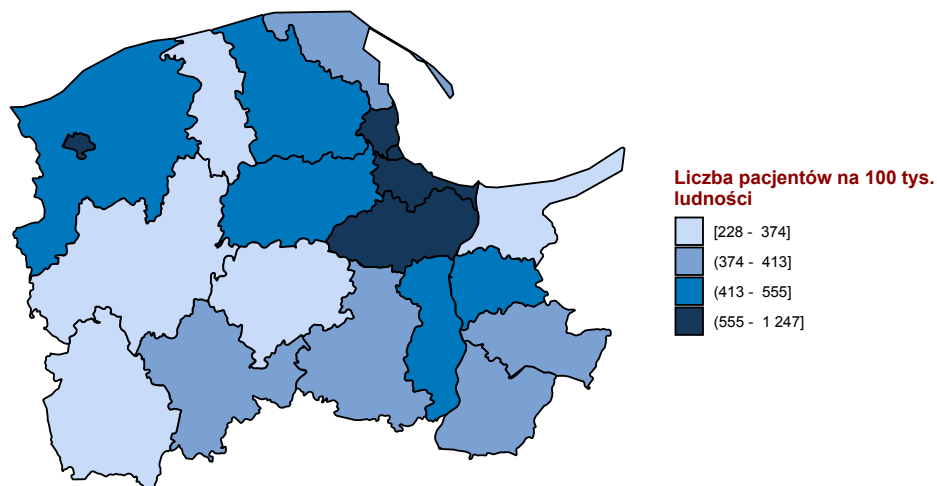 Liczba pacjentów na 100 tys.
ludności
[228 - 374]
(374 - 413]
(413 - 555]
(555 - 1 247]